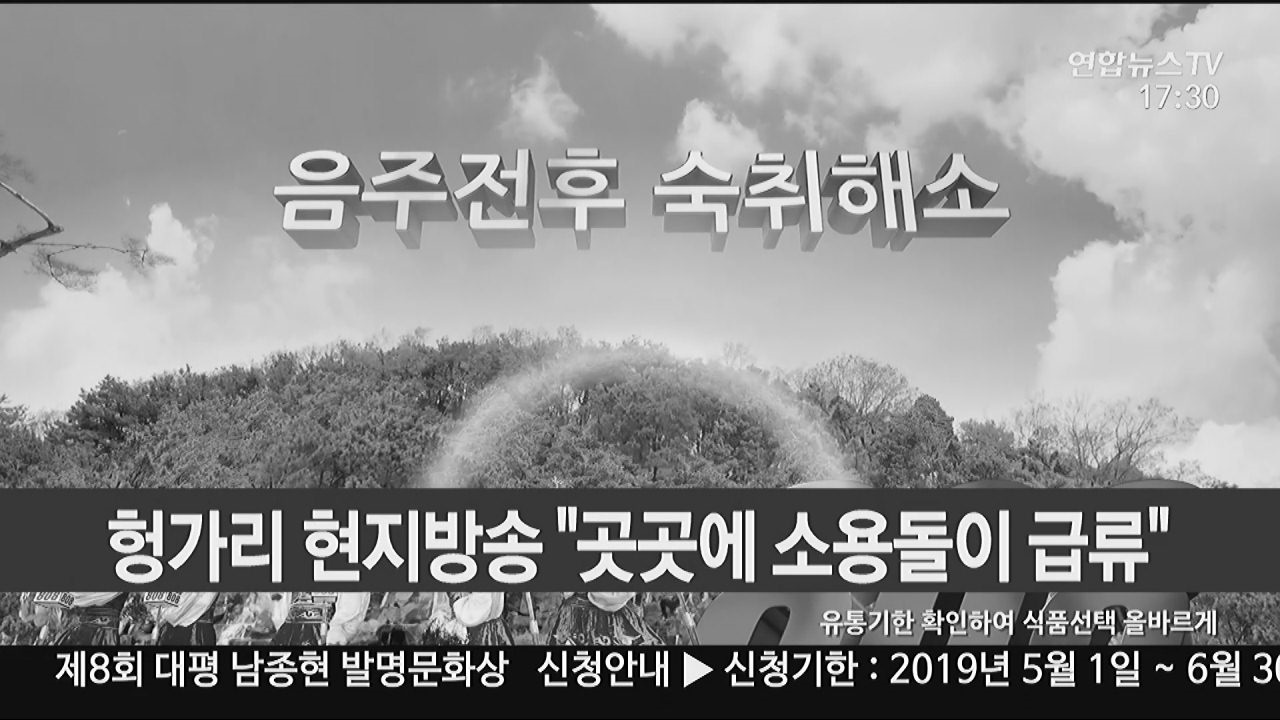 연합뉴스TV
17:30
음주전후 숙취해소
헝가리 현지방송 "곳곳에 소용돌이 급류"
유통기한 확인하여 식품선택 올바르게
제8회 대평 남종현 발명문화상 신청안내 ▶ 신청기한 : 2019년 5월 1일 ~ 6월 30